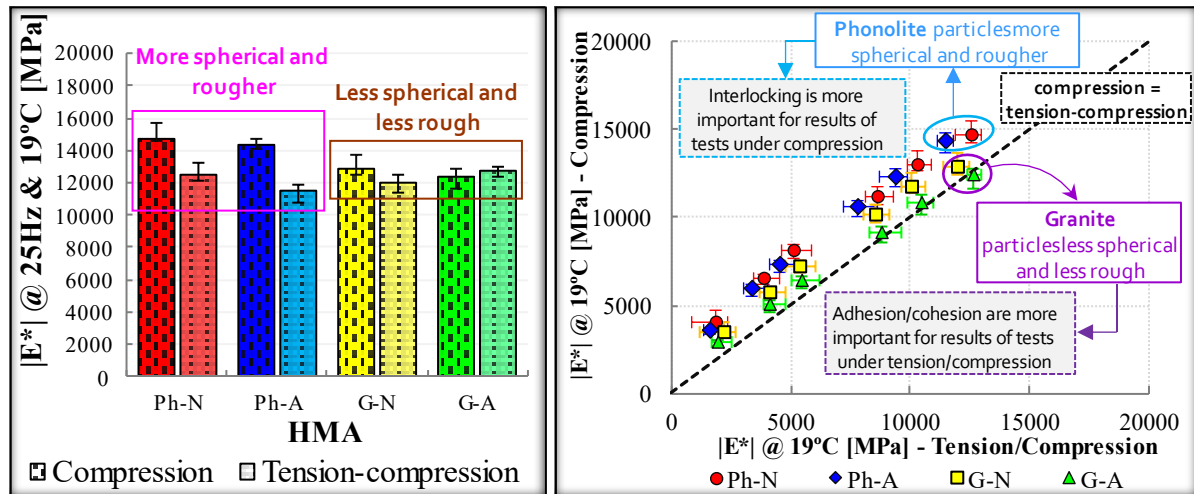 |E*| @ 25Hz & 19ºC [MPa]
20000
18000
16000
14000
12000
10000
8000
6000
4000
2000
0
More spherical and
rougher
Less spherical and
less rough
Ph-N
Ph-A
G-N
G-A
HMA
Compression
Tension-compression
|E*| @ 19ºC [MPa] - Compression
20000
15000
10000
5000
0
Phonolite particlesmore
spherical and rougher
Interlocking is more
important for results of
tests under compression
compression =
tension-compression
Granite
particlesless spherical
and less rough
Adhesion/cohesion are more
important for results of tests
under tension/compression
0
5000
10000
15000
20000
|E*| @ 19ºC [MPa] - Tension/Compression
Ph-N
Ph-A
G-N
G-A